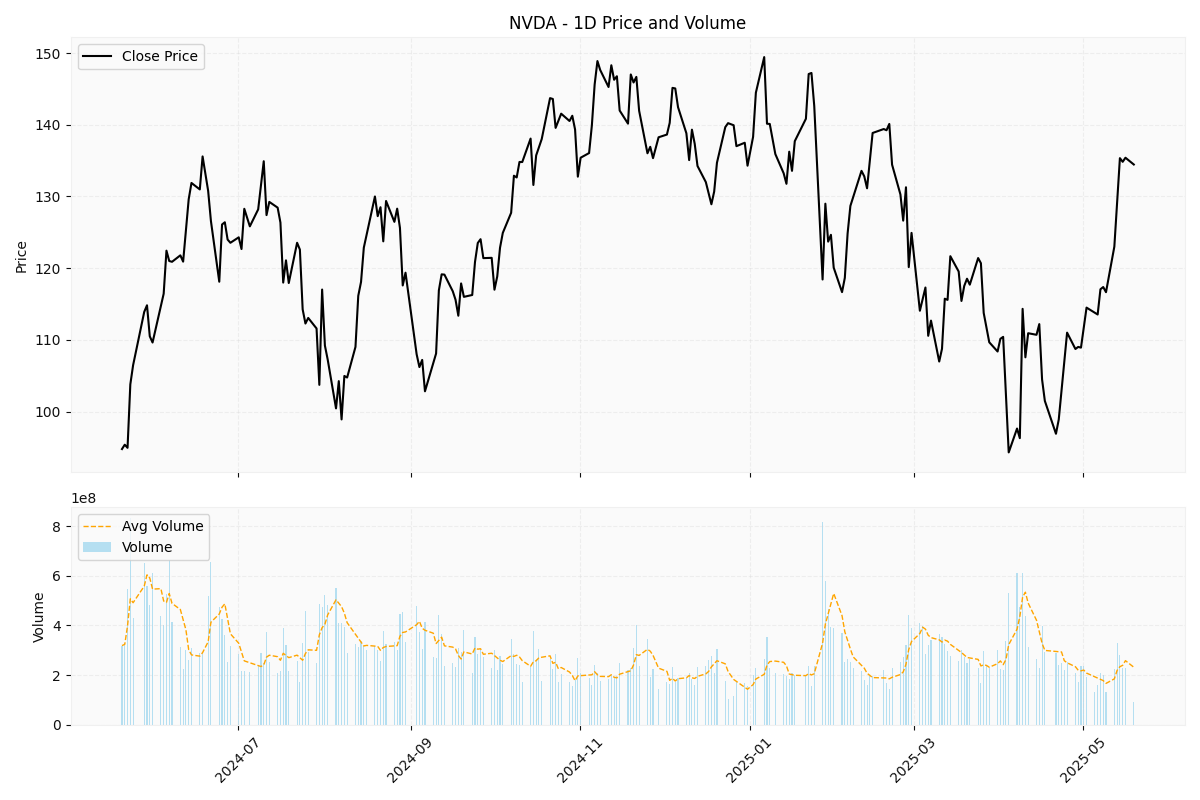 NVDA - 1D Price and Volume
150
140
130
120
110
100
Price
Close Price
1e8
8
6
4
2
0
Volume
Avg Volume
Volume
2024-07
2024-09
2024-11
2025-01
2025-03
2025-05